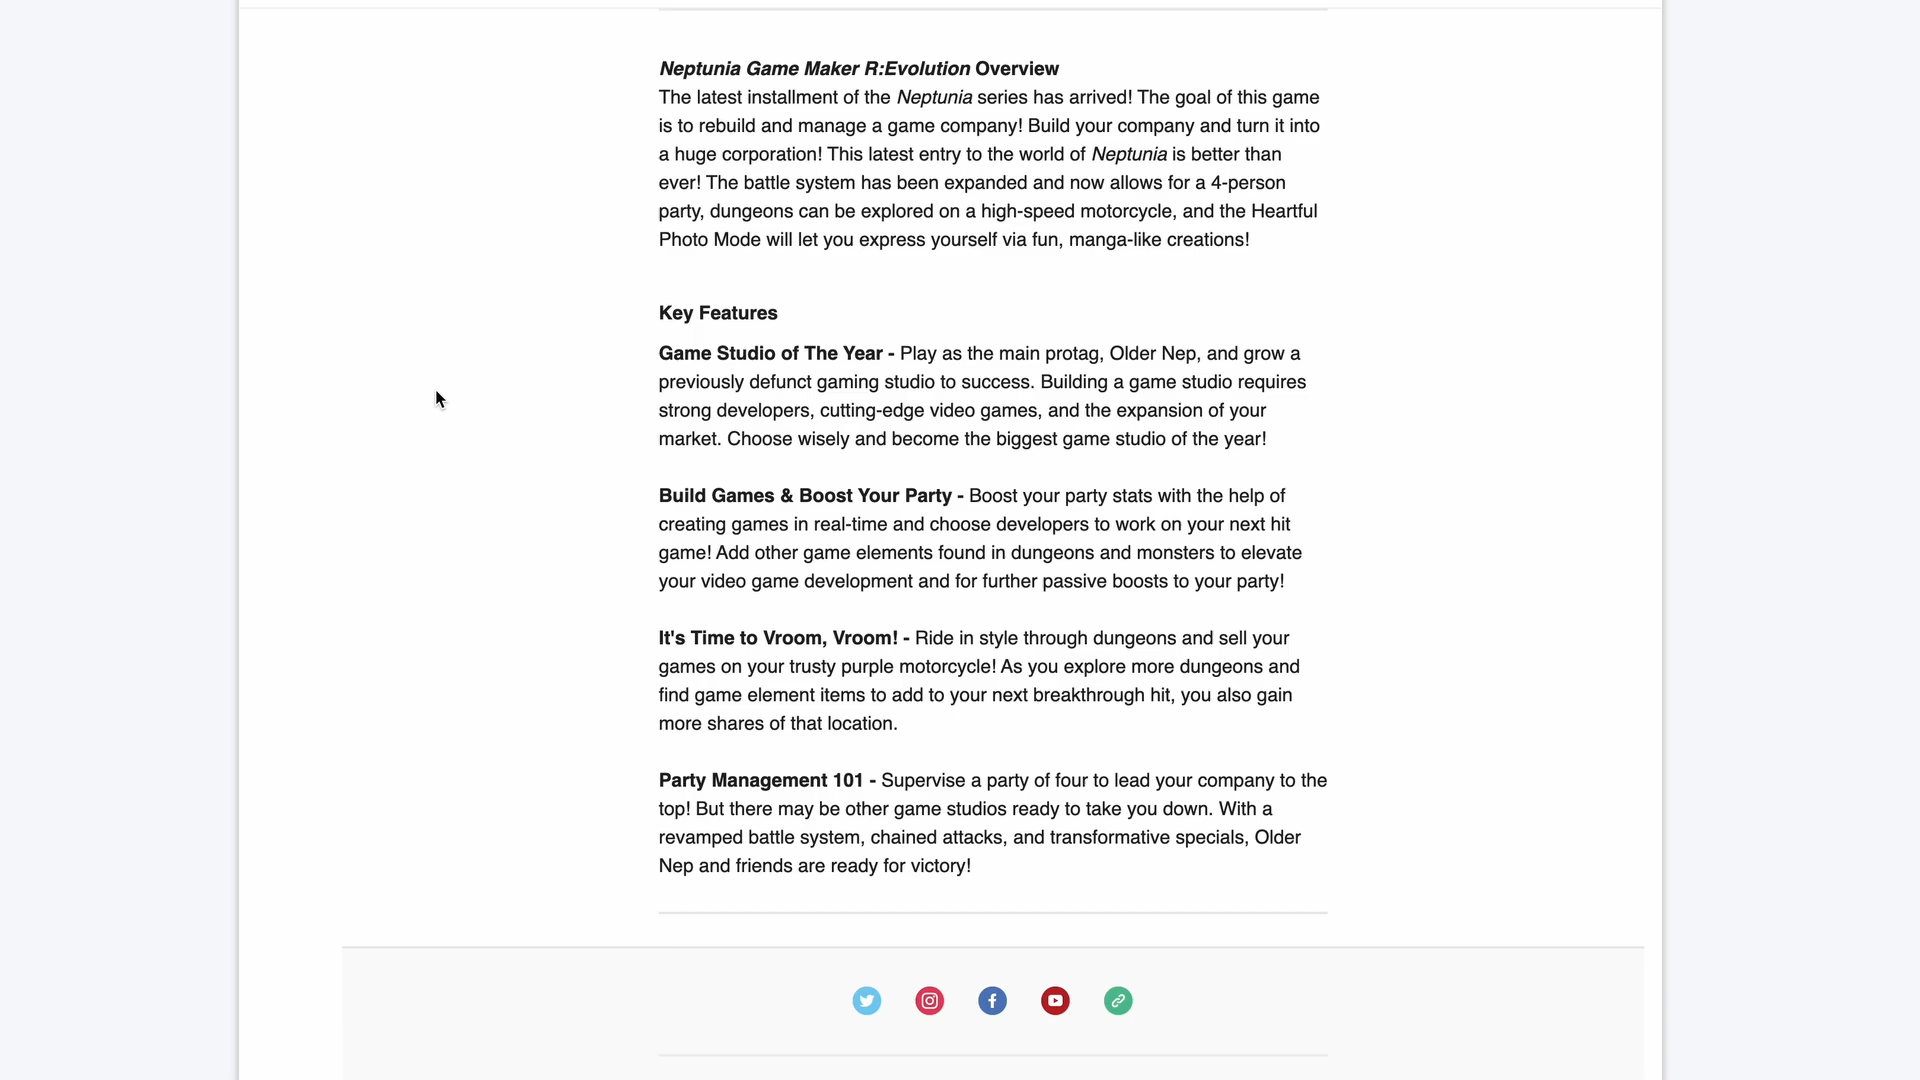 Neptunia Game Maker R:Evolution Overview
The latest installment of the Neptunia series has arrived! The goal of this game
is to rebuild and manage a game company! Build your company and turn it into
a huge corporation! This latest entry to the world of Neptunia is better than
ever! The battle system has been expanded and now allows for a 4-person
party, dungeons can be explored on a high-speed motorcycle, and the Heartful
Photo Mode will let you express yourself via fun, manga-like creations!
Key Features
Game Studio of The Year - Play as the main protag, Older Nep, and grow a
previously defunct gaming studio to success. Building a game studio requires
strong developers, cutting-edge video games, and the expansion of your
market. Choose wisely and become the biggest game studio of the year!
Build Games & Boost Your Party - Boost your party stats with the help of
creating games in real-time and choose developers to work on your next hit
game! Add other game elements found in dungeons and monsters to elevate
your video game development and for further passive boosts to your party!
It's Time to Vroom, Vroom! - Ride in style through dungeons and sell your
games on your trusty purple motorcycle! As you explore more dungeons and
find game element items to add to your next breakthrough hit, you also gain
more shares of that location.
Party Management 101 - Supervise a party of four to lead your company to the
top! But there may be other game studios ready to take you down. With a
revamped battle system, chained attacks, and transformative specials, Older
Nep and friends are ready for victory!